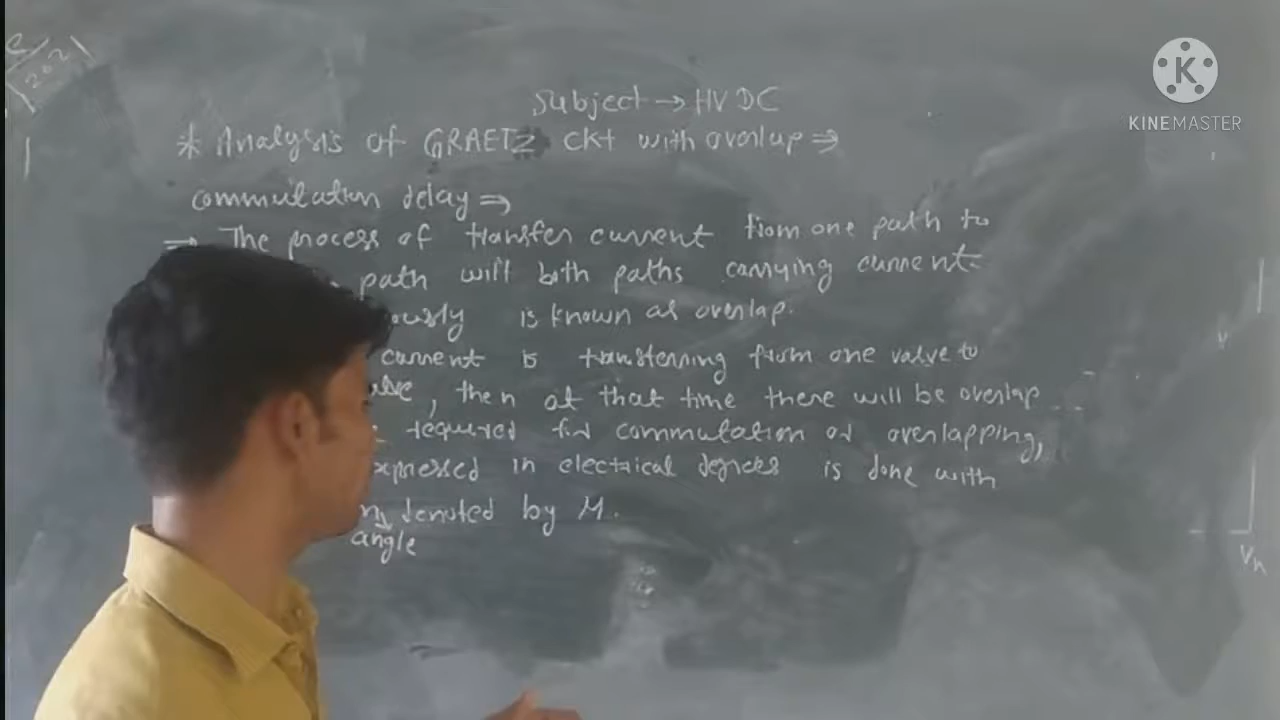 Subject → HVDC
* Analysis of GRAETZ ckt with overlap ⇒
commutation delay ⇒
⇒ The process of transfer current from one path to
path will both paths carrying current
ously is known as overlap.
current is transferring from one valve to
, then at that time there will be overlap
required for commutation or overlapping,
xpressed in electrical degrees is done with
denoted by M.
angle
202
Vn
K
KINEMASTER